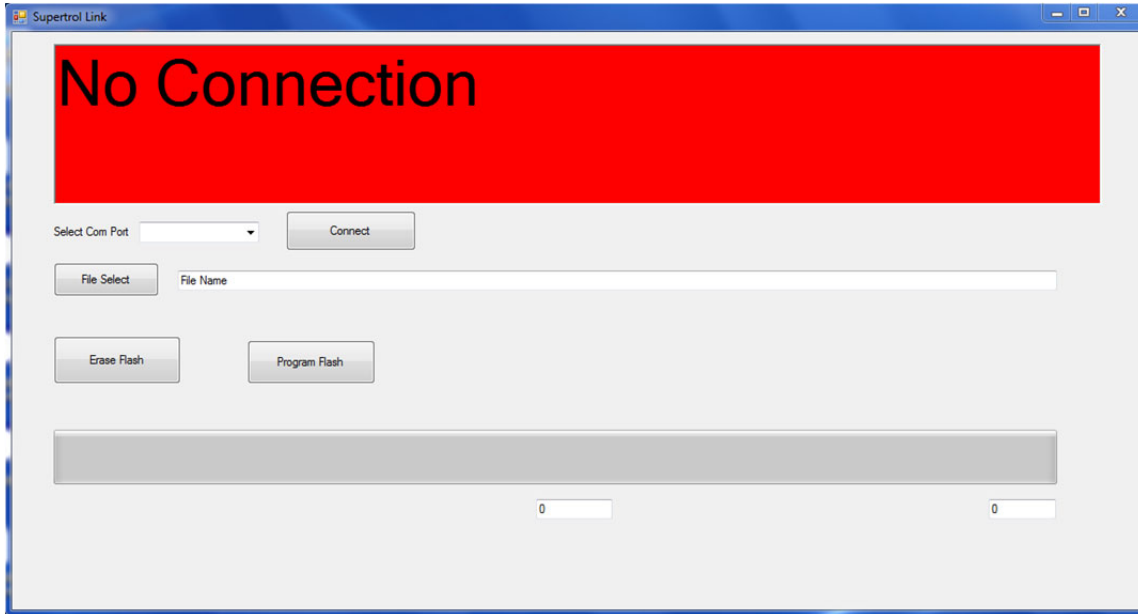 Supertrol Link
No Connection
Select Com Port
Connect
File Select
File Name
Erase Flash
Program Flash
0
0